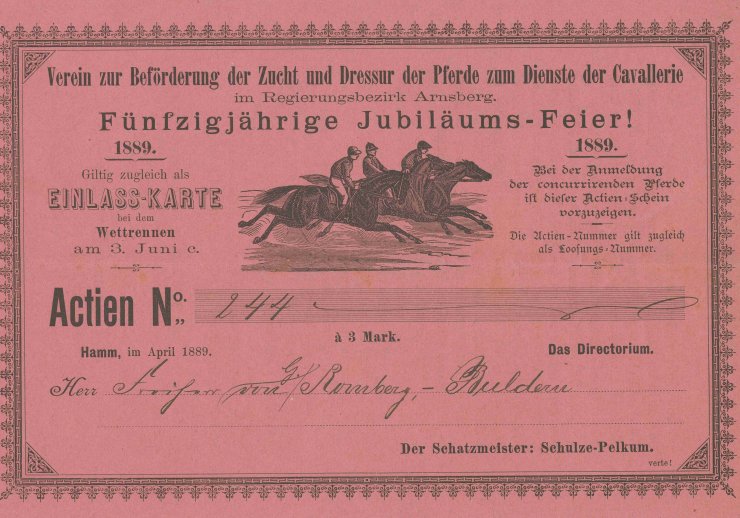 Verein zur Beförderung der Zucht und Dressur der Pferde zum Dienste der Cavallerie
im Regierungsbezirk Arnsberg.
Fünfzigjährige Jubiläums-Feier!
1889.
Giltig zugleich als
EINLASS-KARTE
bei dem
Wettrennen
am 3. Juni c.
1889.
Bei der Anmeldung
der concurrirenden Pferde
ist dieser Actien-Schein
vorzuzeigen.
Die Actien-Nummer gilt zugleich
als Loosungs-Nummer.
Actien No. „ 244
à 3 Mark.
Hamm, im April 1889.
Das Directorium.
Herr Freiherr von Romberg, - Buldern
Der Schatzmeister: Schulze-Pelkum.
verte!